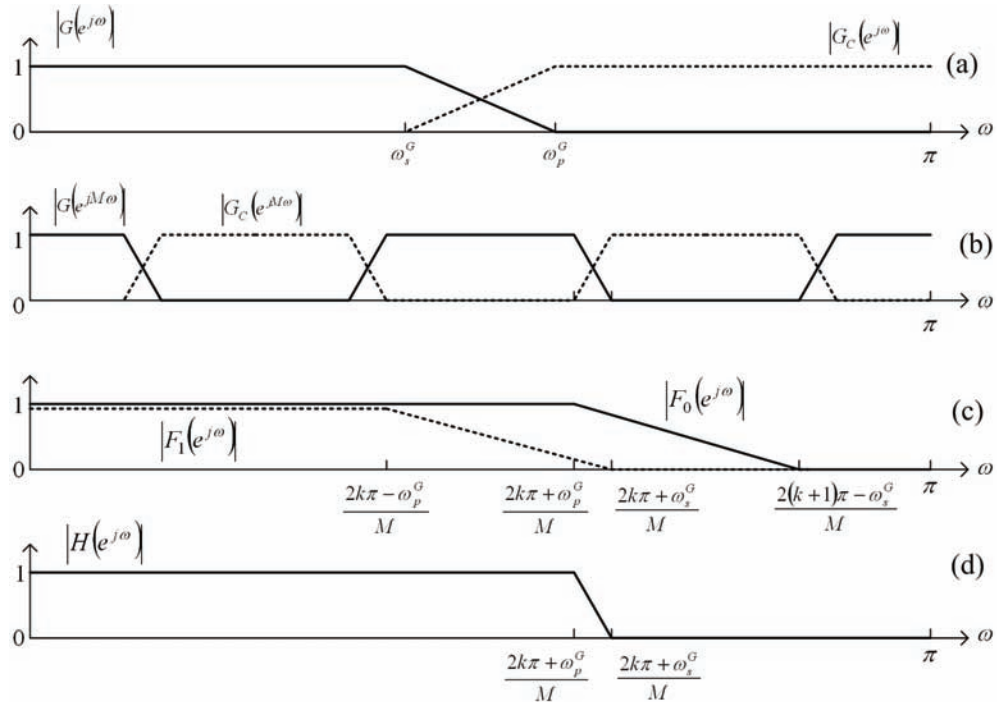 |G(e^{jω})|
|G_C(e^{jω})|
(a)
1
0
ω_s^G
ω_p^G
π
ω
|G(e^{jMω})|
|G_C(e^{jMω})|
(b)
1
0
π
ω
|F_0(e^{jω})|
(c)
1
|F_1(e^{jω})|
0
ω
π
(2kπ − ω_p^G)/M
(2kπ + ω_p^G)/M
(2kπ + ω_s^G)/M
(2(k+1)π − ω_s^G)/M
|H(e^{jω})|
(d)
1
0
ω
π
(2kπ + ω_p^G)/M
(2kπ + ω_s^G)/M